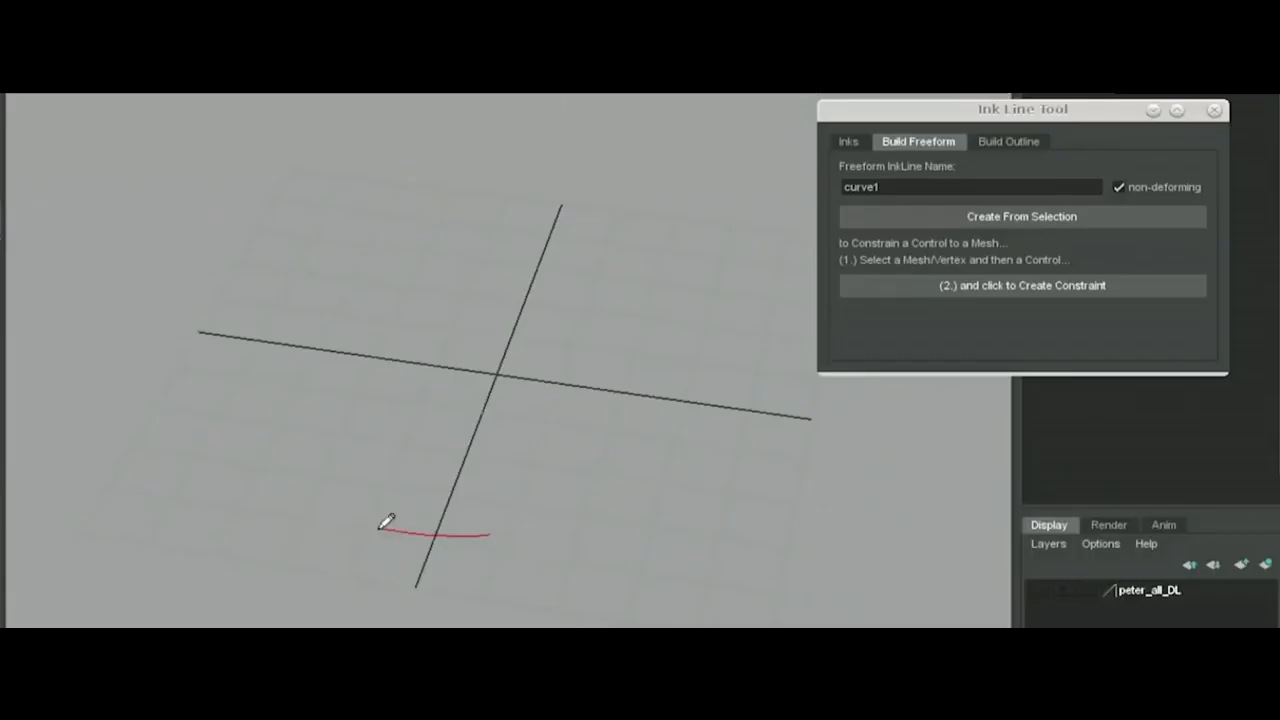 Ink Line Tool
Inks Build Freeform Build Outline
Freeform InkLine Name:
curve1 non-deforming
Create From Selection
to Constrain a Control to a Mesh...
(1.) Select a Mesh/Vertex and then a Control...
(2.) and click to Create Constraint
Display Render Anim
Layers Options Help
peter_all_DL